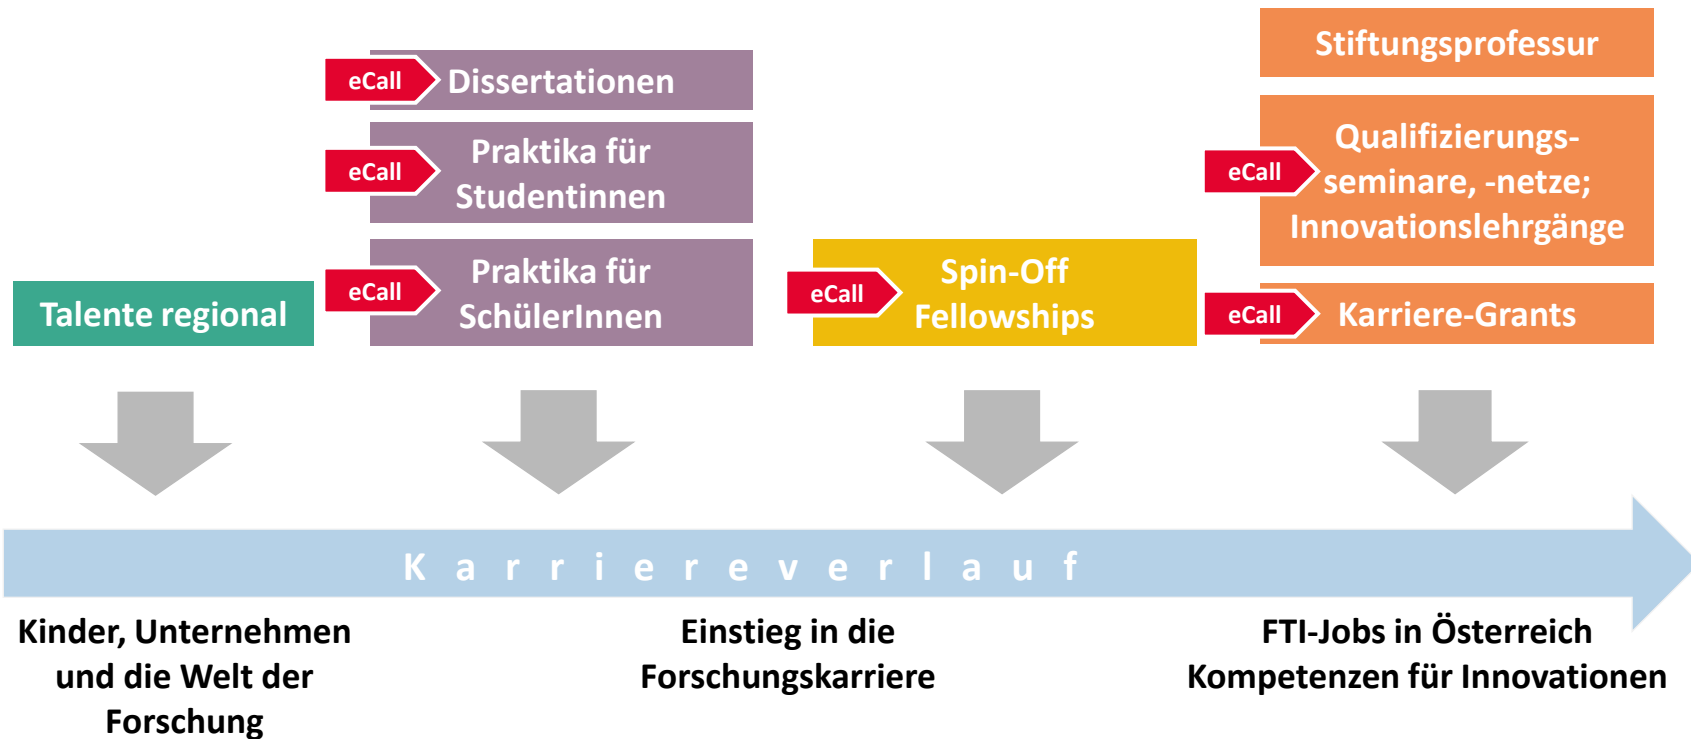 Talente regional
eCall
Dissertationen
eCall
Praktika für
Studentinnen
eCall
Praktika für
SchülerInnen
eCall
Spin-Off
Fellowships
Stiftungsprofessur
eCall
Qualifizierungs-
seminare, -netze;
Innovationslehrgänge
eCall
Karriere-Grants
Karriereverlauf
Kinder, Unternehmen
und die Welt der
Forschung
Einstieg in die
Forschungskarriere
FTI-Jobs in Österreich
Kompetenzen für Innovationen